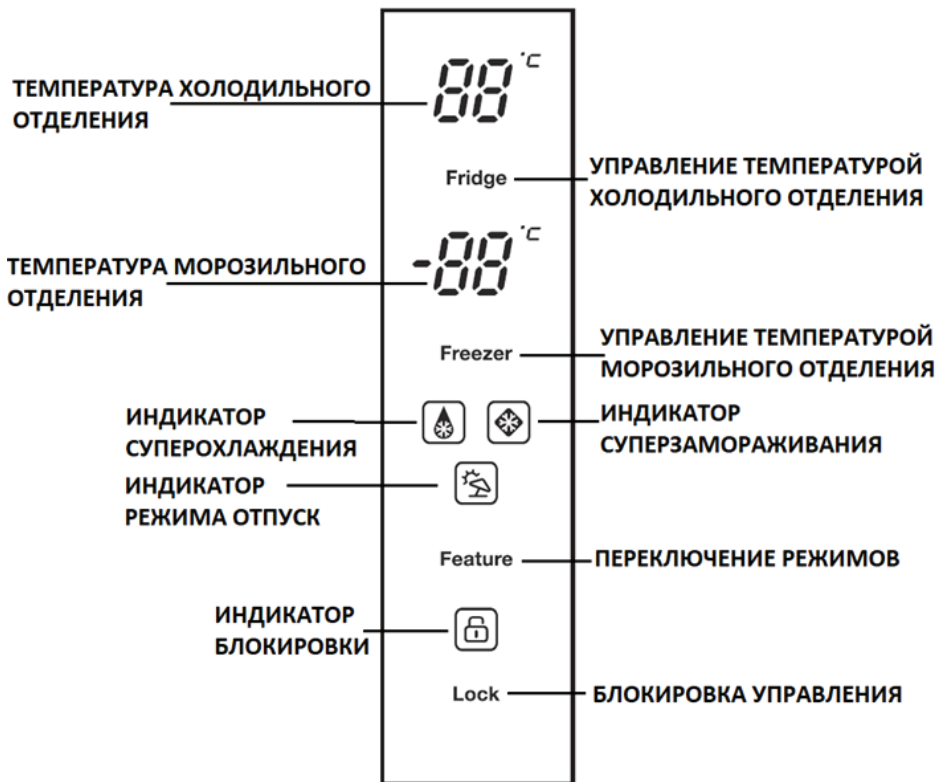 88 °C
ТЕМПЕРАТУРА ХОЛОДИЛЬНОГО
ОТДЕЛЕНИЯ
Fridge
УПРАВЛЕНИЕ ТЕМПЕРАТУРОЙ
ХОЛОДИЛЬНОГО ОТДЕЛЕНИЯ
-88 °C
ТЕМПЕРАТУРА МОРОЗИЛЬНОГО
ОТДЕЛЕНИЯ
Freezer
УПРАВЛЕНИЕ ТЕМПЕРАТУРОЙ
МОРОЗИЛЬНОГО ОТДЕЛЕНИЯ
ИНДИКАТОР
СУПЕРОХЛАЖДЕНИЯ
ИНДИКАТОР
СУПЕРЗАМОРАЖИВАНИЯ
ИНДИКАТОР
РЕЖИМА ОТПУСК
Feature
ПЕРЕКЛЮЧЕНИЕ РЕЖИМОВ
ИНДИКАТОР
БЛОКИРОВКИ
Lock
БЛОКИРОВКА УПРАВЛЕНИЯ